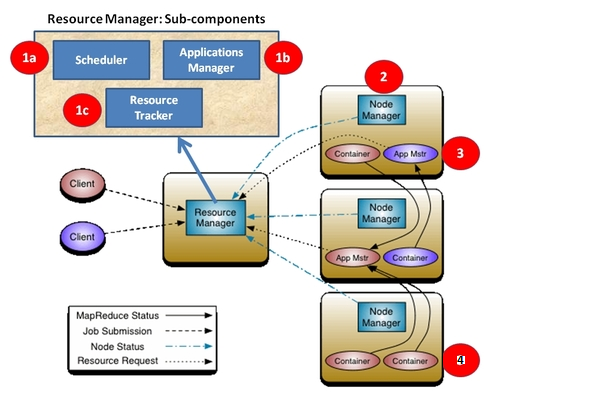 Resource Manager: Sub-components
1a
Scheduler
Applications
Manager
1b
1c
Resource
Tracker
2
Node
Manager
Container
App Mstr
3
Client
Client
Resource
Manager
Node
Manager
App Mstr
Container
Node
Manager
Container
Container
4
MapReduce Status
Job Submission
Node Status
Resource Request